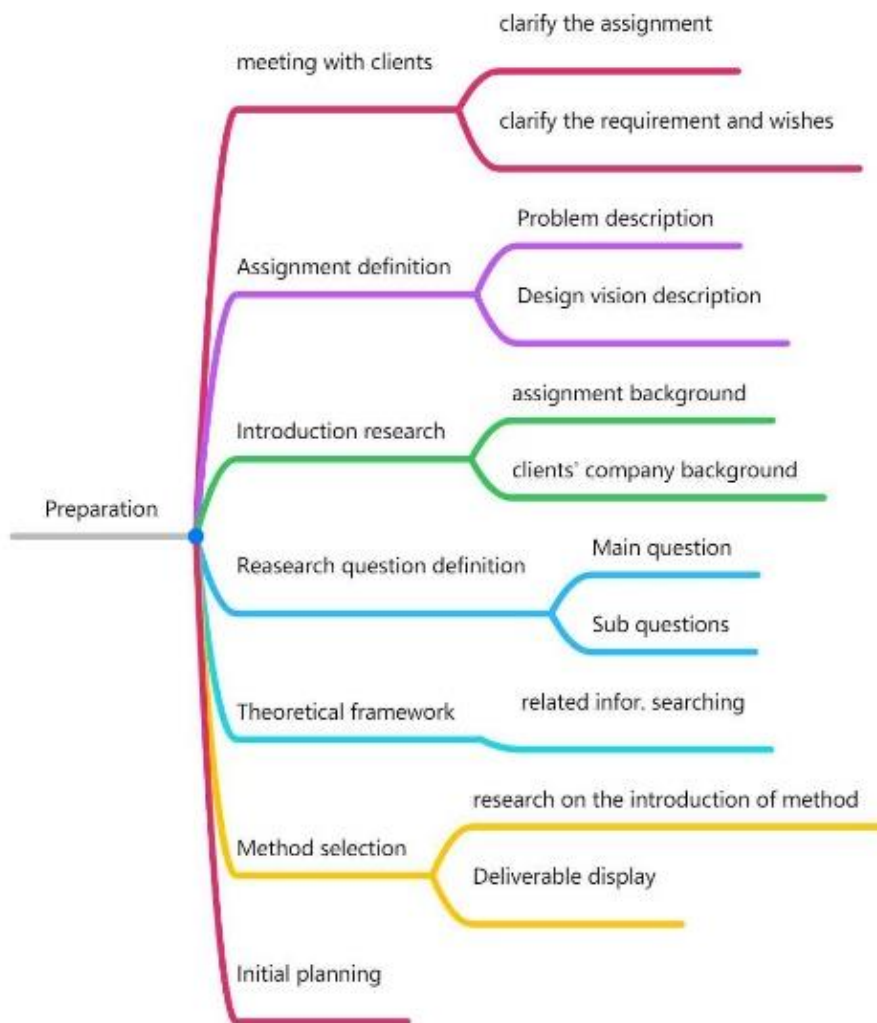 Preparation
meeting with clients
clarify the assignment
clarify the requirement and wishes
Assignment definition
Problem description
Design vision description
Introduction research
assignment background
clients' company background
Reasearch question definition
Main question
Sub questions
Theoretical framework
related infor. searching
Method selection
research on the introduction of method
Deliverable display
Initial planning